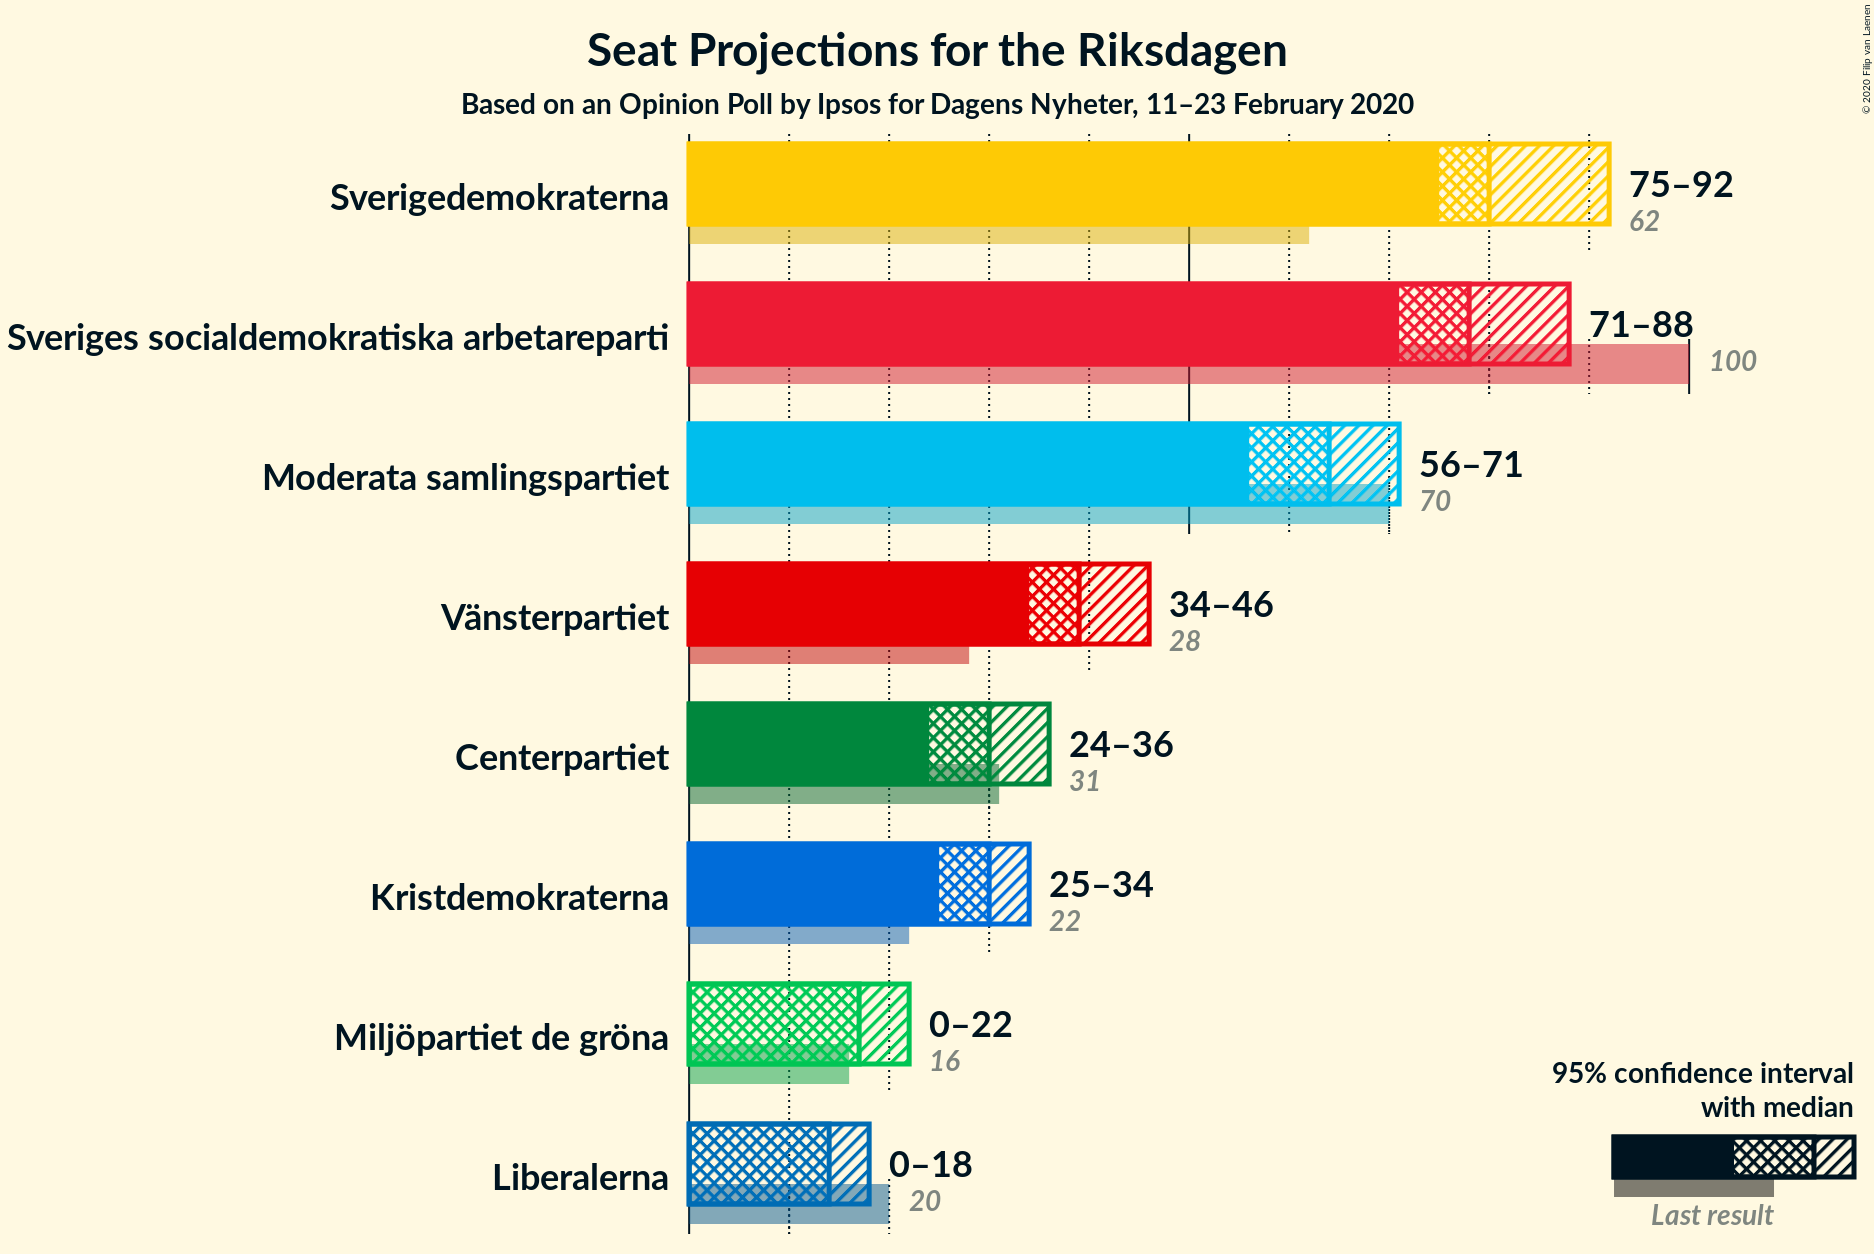 Seat Projections for the Riksdagen
Based on an Opinion Poll by Ipsos for Dagens Nyheter, 11–23 February 2020
© 2020 Filip van Laenen
Sverigedemokraterna
75–92
62
Sveriges socialdemokratiska arbetareparti
71–88
100
Moderata samlingspartiet
56–71
70
Vänsterpartiet
34–46
28
Centerpartiet
24–36
31
Kristdemokraterna
25–34
22
Miljöpartiet de gröna
0–22
16
Liberalerna
0–18
20
95% confidence interval
with median
Last result